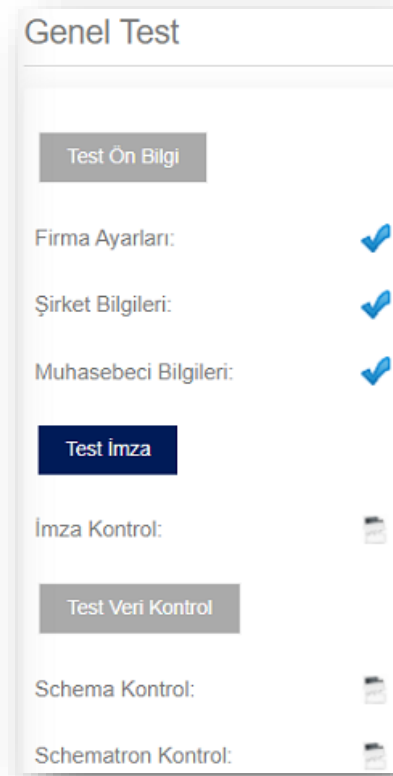 Genel Test
Test Ön Bilgi
Firma Ayarları:
Şirket Bilgileri:
Muhasebeci Bilgileri:
Test İmza
İmza Kontrol:
Test Veri Kontrol
Schema Kontrol:
Schematron Kontrol: